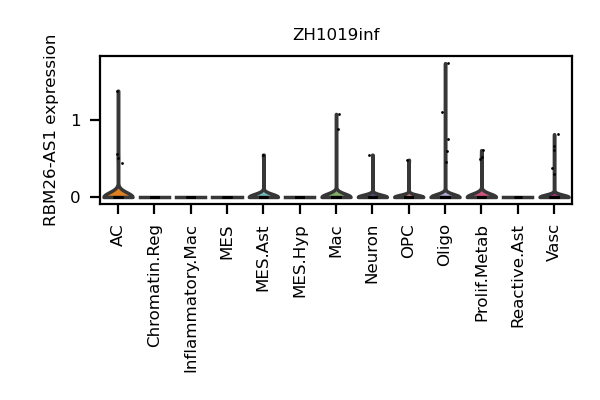 ZH1019inf
RBM26-AS1 expression
1
0
AC
Chromatin.Reg
Inflammatory.Mac
MES
MES.Ast
MES.Hyp
Mac
Neuron
OPC
Oligo
Prolif.Metab
Reactive.Ast
Vasc